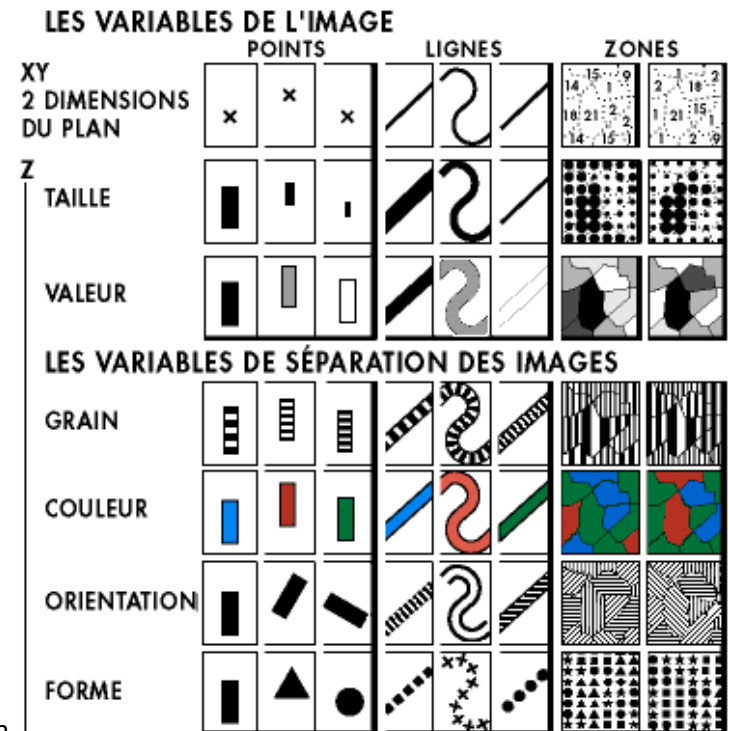 LES VARIABLES DE L'IMAGE
POINTS LIGNES ZONES
XY
2 DIMENSIONS
DU PLAN
Z
TAILLE
VALEUR
LES VARIABLES DE SÉPARATION DES IMAGES
GRAIN
COULEUR
ORIENTATION
FORME